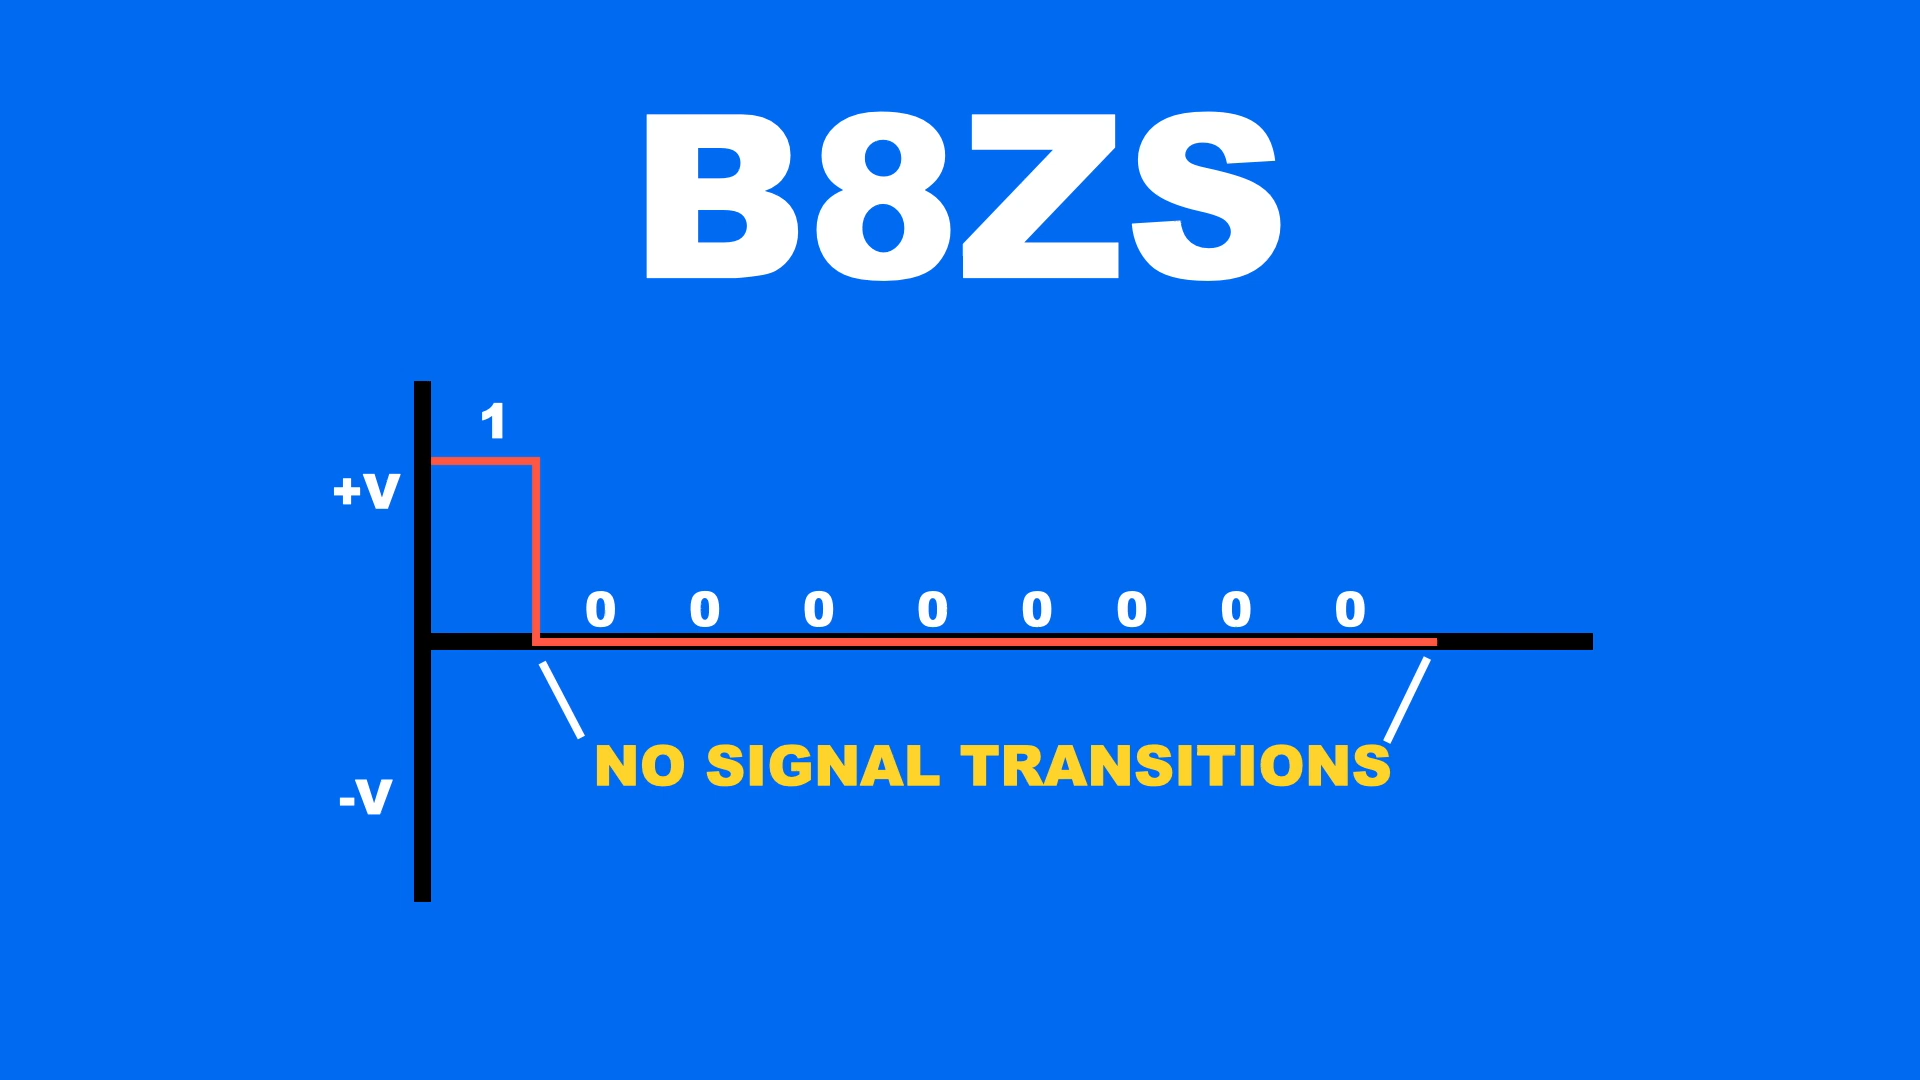 B8ZS
1
+V
0 0 0 0 0 0 0 0
NO SIGNAL TRANSITIONS
-V